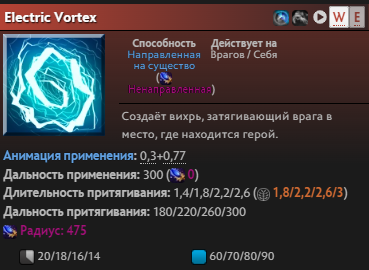 Electric Vortex W E
Способность Действует на
Направленная Врагов / Себя
на существо
( 
Ненаправленная)
Создаёт вихрь, затягивающий врага в
место, где находится герой.
Анимация применения: 0,3+0,77
Дальность применения: 300 ( 0)
Длительность притягивания: 1,4/1,8/2,2/2,6 ( 1,8/2,2/2,6/3)
Дальность притягивания: 180/220/260/300
Радиус: 475
20/18/16/14 60/70/80/90